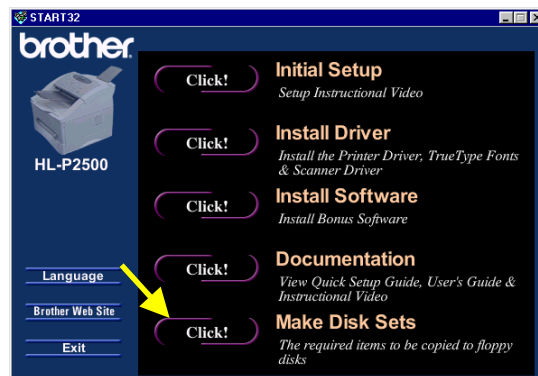 START32
brother
HL-P2500
Language
Brother Web Site
Exit
Click!
Initial Setup
Setup Instructional Video
Click!
Install Driver
Install the Printer Driver, TrueType Fonts
& Scanner Driver
Click!
Install Software
Install Bonus Software
Click!
Documentation
View Quick Setup Guide, User's Guide &
Instructional Video
Click!
Make Disk Sets
The required items to be copied to floppy
disks